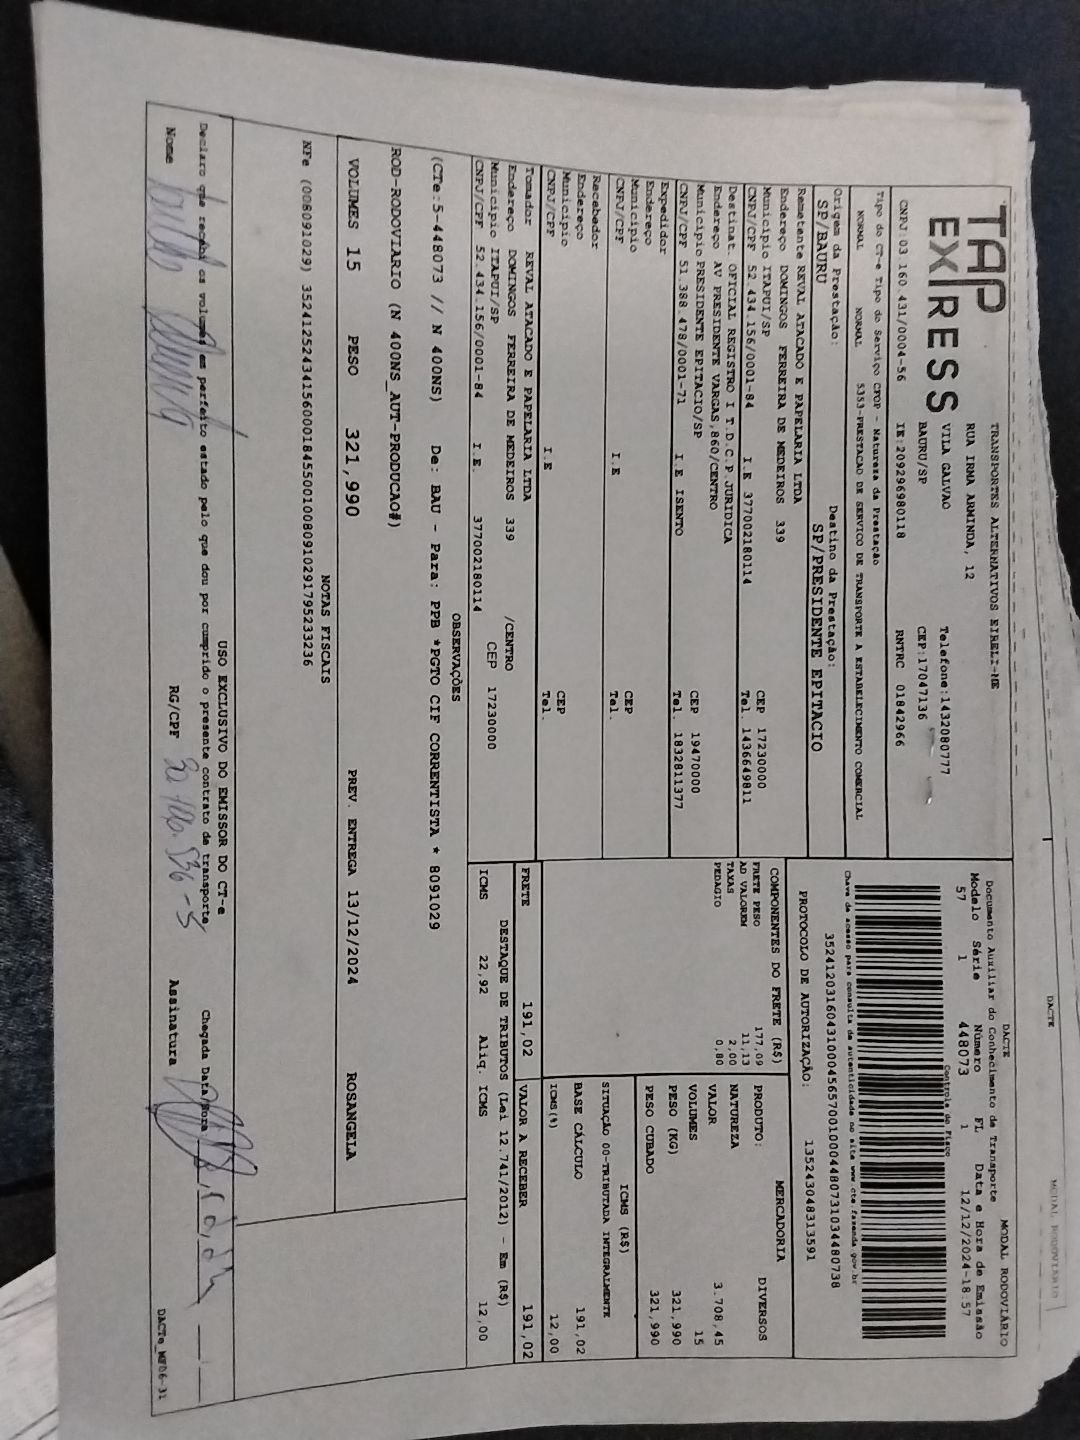 DACTE
MODAL RODOVIARIO
TAP
EXPRESS
TRANSPORTES ALTERNATIVOS EIRELI-ME
RUA IRMA ARMINDA, 12
VILA GALVAO
BAURU/SP
Telefone:1432080777
CEP:17047136
CNPJ:03.160.431/0004-56 IE:209296980118 RNTRC 01842966
DACTE MODAL RODOVIÁRIO
Documento Auxiliar do Conhecimento de Transporte
Modelo Série Número FL Data e Hora de Emissão
57 1 448073 1 12/12/2024-18:57
Controle do Fisco
Chave de acesso para consulta de autenticidade no site www.cte.fazenda.gov.br
35241203160431000456570010004480731034480738
PROTOCOLO DE AUTORIZAÇÃO: 135243048313591
Tipo do CT-e Tipo do Serviço CFOP - Natureza da Prestação
NORMAL NORMAL 5353-PRESTACAO DE SERVICO DE TRANSPORTE A ESTABELECIMENTO COMERCIAL
Origem da Prestação: Destino da Prestação:
SP/BAURU SP/PRESIDENTE EPITACIO
Remetente REVAL ATACADO E PAPELARIA LTDA
Endereço DOMINGOS FERREIRA DE MEDEIROS 339
Município ITAPUI/SP CEP 17230000
CNPJ/CPF 52.434.156/0001-84 I.E 377002180114 Tel. 1436649811
Destinat. OFICIAL REGISTRO I T.D.C.P.JURIDICA
Endereço AV PRESIDENTE VARGAS,860/CENTRO
Município PRESIDENTE EPITACIO/SP CEP 19470000
CNPJ/CPF 51.388.478/0001-71 I.E ISENTO Tel. 1832811377
Expedidor
Endereço
Município CEP
CNPJ/CPF I.E Tel.
Recebedor
Endereço
Município CEP
CNPJ/CPF I.E Tel.
Tomador REVAL ATACADO E PAPELARIA LTDA
Endereço DOMINGOS FERREIRA DE MEDEIROS 339 /CENTRO
Município ITAPUI/SP CEP 17230000
CNPJ/CPF 52.434.156/0001-84 I.E 377002180114
COMPONENTES DO FRETE (R$)
FRETE PESO 177,09
AD VALOREM 11,13
TAXAS 2,00
PEDAGIO 0,80
MERCADORIA
PRODUTO: DIVERSOS
NATUREZA
VALOR 3.708,45
VOLUMES 15
PESO (KG) 321,990
PESO CUBADO 321,990
ICMS (R$)
SITUAÇÃO 00-TRIBUTADA INTEGRALMENTE
BASE CÁLCULO 191,02
ICMS(%) 12,00
FRETE 191,02 VALOR A RECEBER 191,02
DESTAQUE DE TRIBUTOS (Lei 12.741/2012) - Em (R$)
ICMS 22,92 Aliq. ICMS 12,00
OBSERVAÇÕES
(CTe:5-448073 // N 400NS) De: BAU - Para: PPB *PGTO CIF CORRENTISTA * 8091029
ROD-RODOVIARIO (N 400NS_AUT-PRODUCAO#)
VOLUMES 15 PESO 321,990 PREV. ENTREGA 13/12/2024 ROSANGELA
NOTAS FISCAIS
NFe (008091029) 35241252434156000184550010080910291795233236
USO EXCLUSIVO DO EMISSOR DO CT-e
Declaro que recebi os volumes em perfeito estado pelo que dou por cumprido o presente contrato de transporte Chegada Data/Hora
Nome RG/CPF Assinatura
DACTe_MF06-31